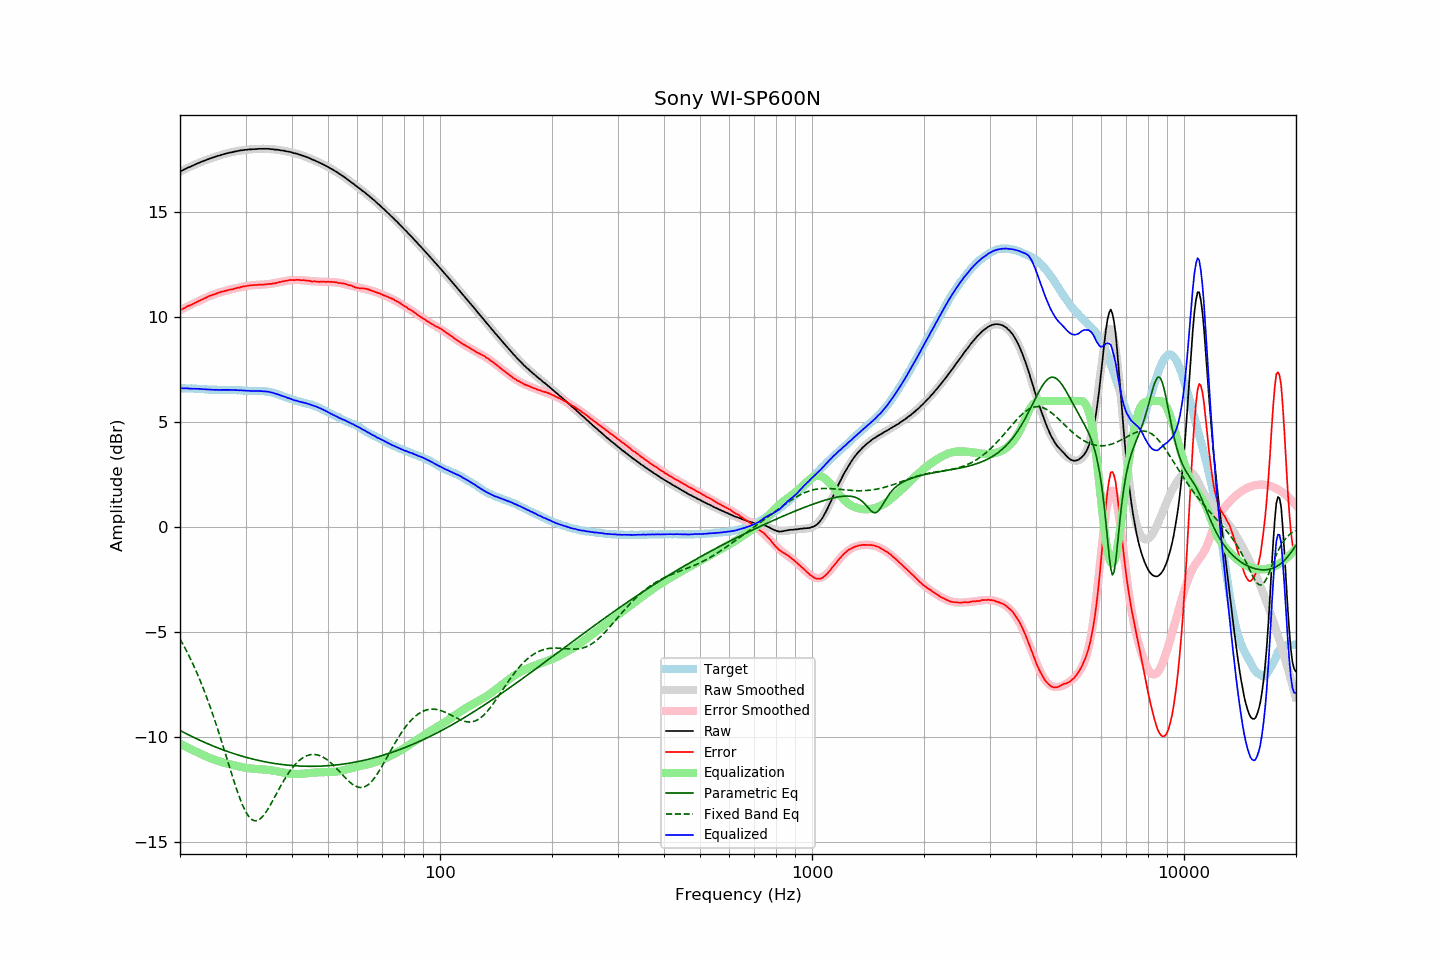 Sony WI-SP600N
Amplitude (dBr)
15
10
5
0
−5
−10
−15
Target
Raw Smoothed
Error Smoothed
Raw
Error
Equalization
Parametric Eq
Fixed Band Eq
Equalized
100
1000
10000
Frequency (Hz)